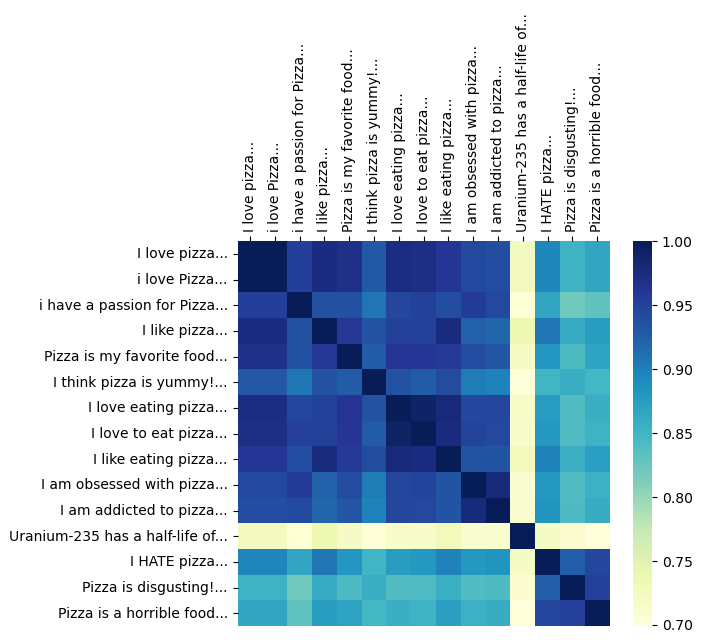 I love pizza...
i love Pizza...
i have a passion for Pizza...
I like pizza...
Pizza is my favorite food...
I think pizza is yummy!...
I love eating pizza...
I love to eat pizza...
I like eating pizza...
I am obsessed with pizza...
I am addicted to pizza...
Uranium-235 has a half-life of...
I HATE pizza...
Pizza is disgusting!...
Pizza is a horrible food...
I love pizza...
i love Pizza...
i have a passion for Pizza...
I like pizza...
Pizza is my favorite food...
I think pizza is yummy!...
I love eating pizza...
I love to eat pizza...
I like eating pizza...
I am obsessed with pizza...
I am addicted to pizza...
Uranium-235 has a half-life of...
I HATE pizza...
Pizza is disgusting!...
Pizza is a horrible food...
1.00
0.95
0.90
0.85
0.80
0.75
0.70